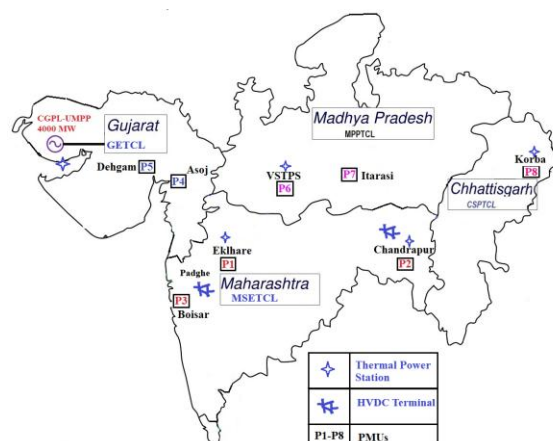 CGPL-UMPP
4000 MW
Gujarat
GETCL
Dehgam
P5
Asoj
P4
Madhya Pradesh
MPPTCL
VSTPS
P6
P7
Itarasi
Korba
P8
Chhattisgarh
CSPTCL
Eklhare
P1
Chandrapur
P2
Padghe
P3
Boisar
Maharashtra
MSETCL
Thermal Power
Station
HVDC Terminal
P1-P8
PMUs